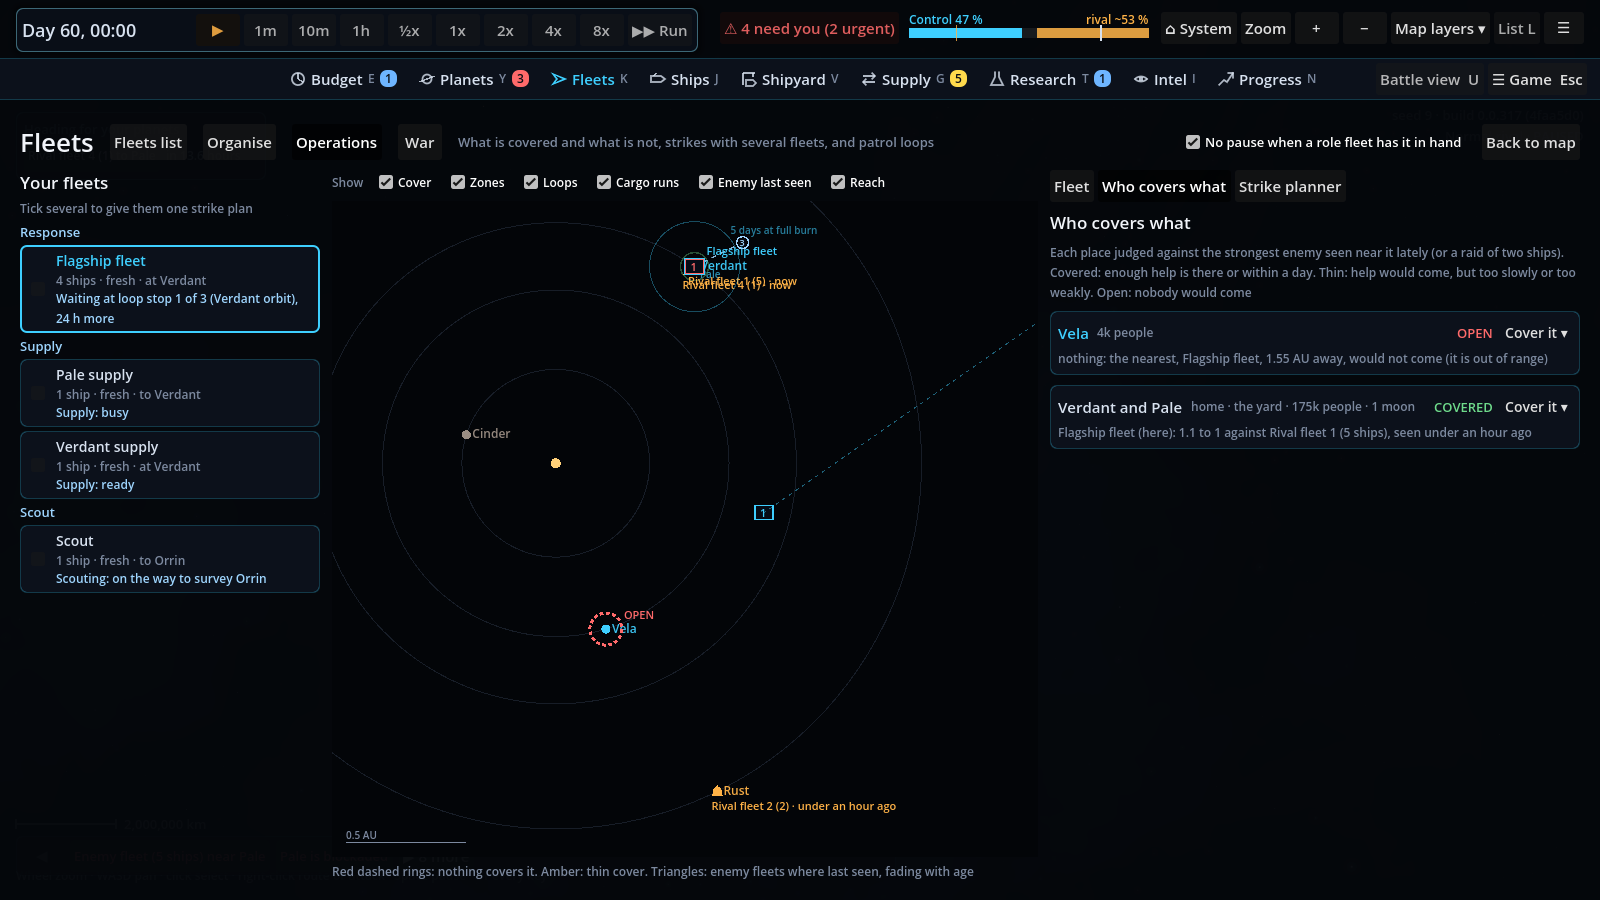 Day 60, 00:00 ▶ 1m 10m 1h ½x 1x 2x 4x 8x ▶▶ Run
⚠ 4 need you (2 urgent)
Control 47 % rival ~53 %
⌂ System Zoom + − Map layers ▾ List L ☰
Budget E 1 Planets Y 3 Fleets K Ships J Shipyard V Supply G 5 Research T 1 Intel I Progress N Battle view U ☰ Game Esc
Fleets Fleets list Organise Operations War What is covered and what is not, strikes with several fleets, and patrol loops
No pause when a role fleet has it in hand Back to map
Your fleets
Tick several to give them one strike plan
Response
Flagship fleet
4 ships · fresh · at Verdant
Waiting at loop stop 1 of 3 (Verdant orbit),
24 h more
Supply
Pale supply
1 ship · fresh · to Verdant
Supply: busy
Verdant supply
1 ship · fresh · at Verdant
Supply: ready
Scout
Scout
1 ship · fresh · to Orrin
Scouting: on the way to survey Orrin
Show Cover Zones Loops Cargo runs Enemy last seen Reach
5 days at full burn
3
Flagship fleet
1
Verdant
Pale
Rival fleet 1 (5) · now
Rival fleet 4 (1) · now
Cinder
1
OPEN
Vela
Rust
Rival fleet 2 (2) · under an hour ago
0.5 AU
Red dashed rings: nothing covers it. Amber: thin cover. Triangles: enemy fleets where last seen, fading with age
Fleet Who covers what Strike planner
Who covers what
Each place judged against the strongest enemy seen near it lately (or a raid of two ships).
Covered: enough help is there or within a day. Thin: help would come, but too slowly or too
weakly. Open: nobody would come
Vela 4k people OPEN Cover it ▾
nothing: the nearest, Flagship fleet, 1.55 AU away, would not come (it is out of range)
Verdant and Pale home · the yard · 175k people · 1 moon COVERED Cover it ▾
Flagship fleet (here): 1.1 to 1 against Rival fleet 1 (5 ships), seen under an hour ago